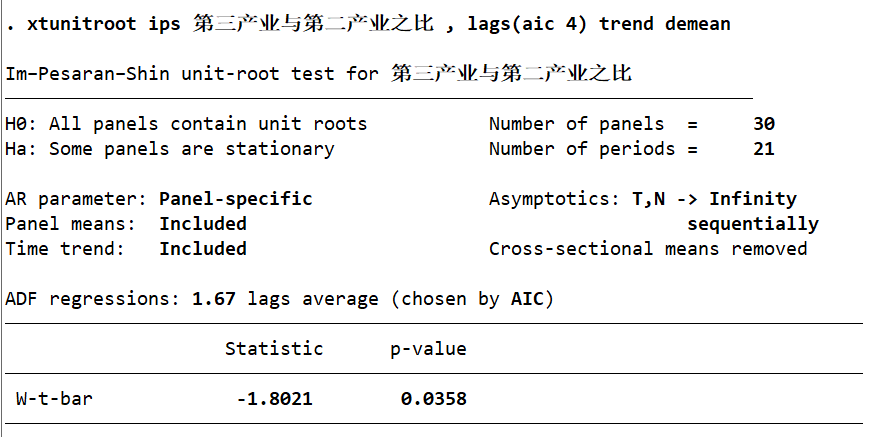 . xtunitroot ips 第三产业与第二产业之比 , lags(aic 4) trend demean
Im–Pesaran–Shin unit-root test for 第三产业与第二产业之比
H0: All panels contain unit roots Number of panels = 30
Ha: Some panels are stationary Number of periods = 21
AR parameter: Panel-specific Asymptotics: T,N -> Infinity
Panel means: Included sequentially
Time trend: Included Cross-sectional means removed
ADF regressions: 1.67 lags average (chosen by AIC)
Statistic p-value
W-t-bar -1.8021 0.0358